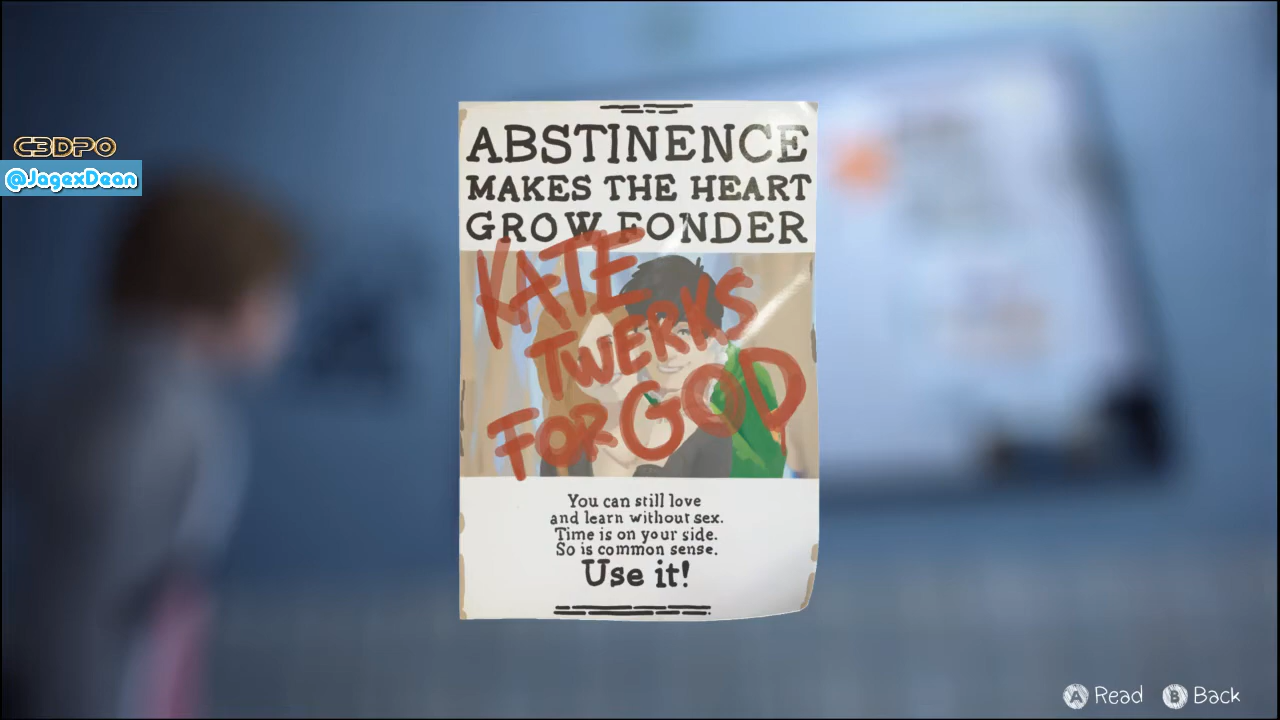 C3DPO
@JagexDean
ABSTINENCE
MAKES THE HEART
GROW FONDER
KATE
TWERKS
FOR GOD
You can still love
and learn without sex.
Time is on your side.
So is common sense.
Use it!
A Read B Back